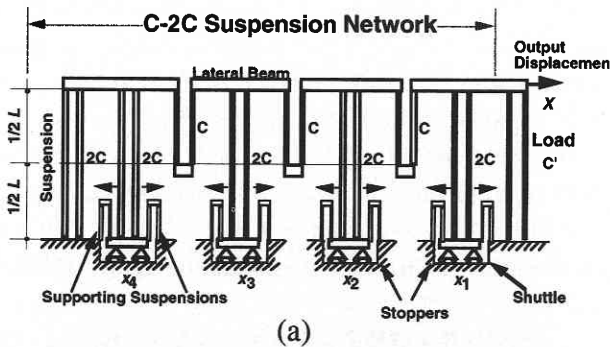 C-2C Suspension Network
Output
Displacemen
X
Lateral Beam
1/2 L
Suspension
C
C
C
Load
C'
2C
2C
2C
2C
2C
1/2 L
x4
x3
x2
x1
Supporting Suspensions
Stoppers
Shuttle
(a)